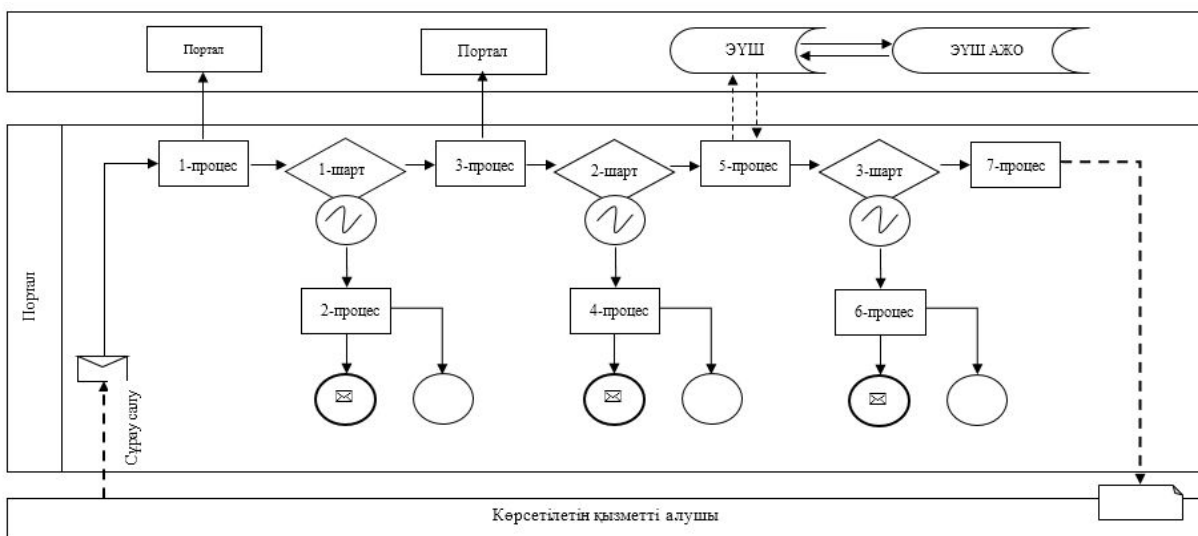 Портал
Портал
ЭҮШ
ЭҮШ АЖО
1-процес
1-шарт
3-процес
2-шарт
5-процес
3-шарт
7-процес
Портал
2-процес
4-процес
6-процес
Сұрау салу
Көрсетілетін қызметті алушы